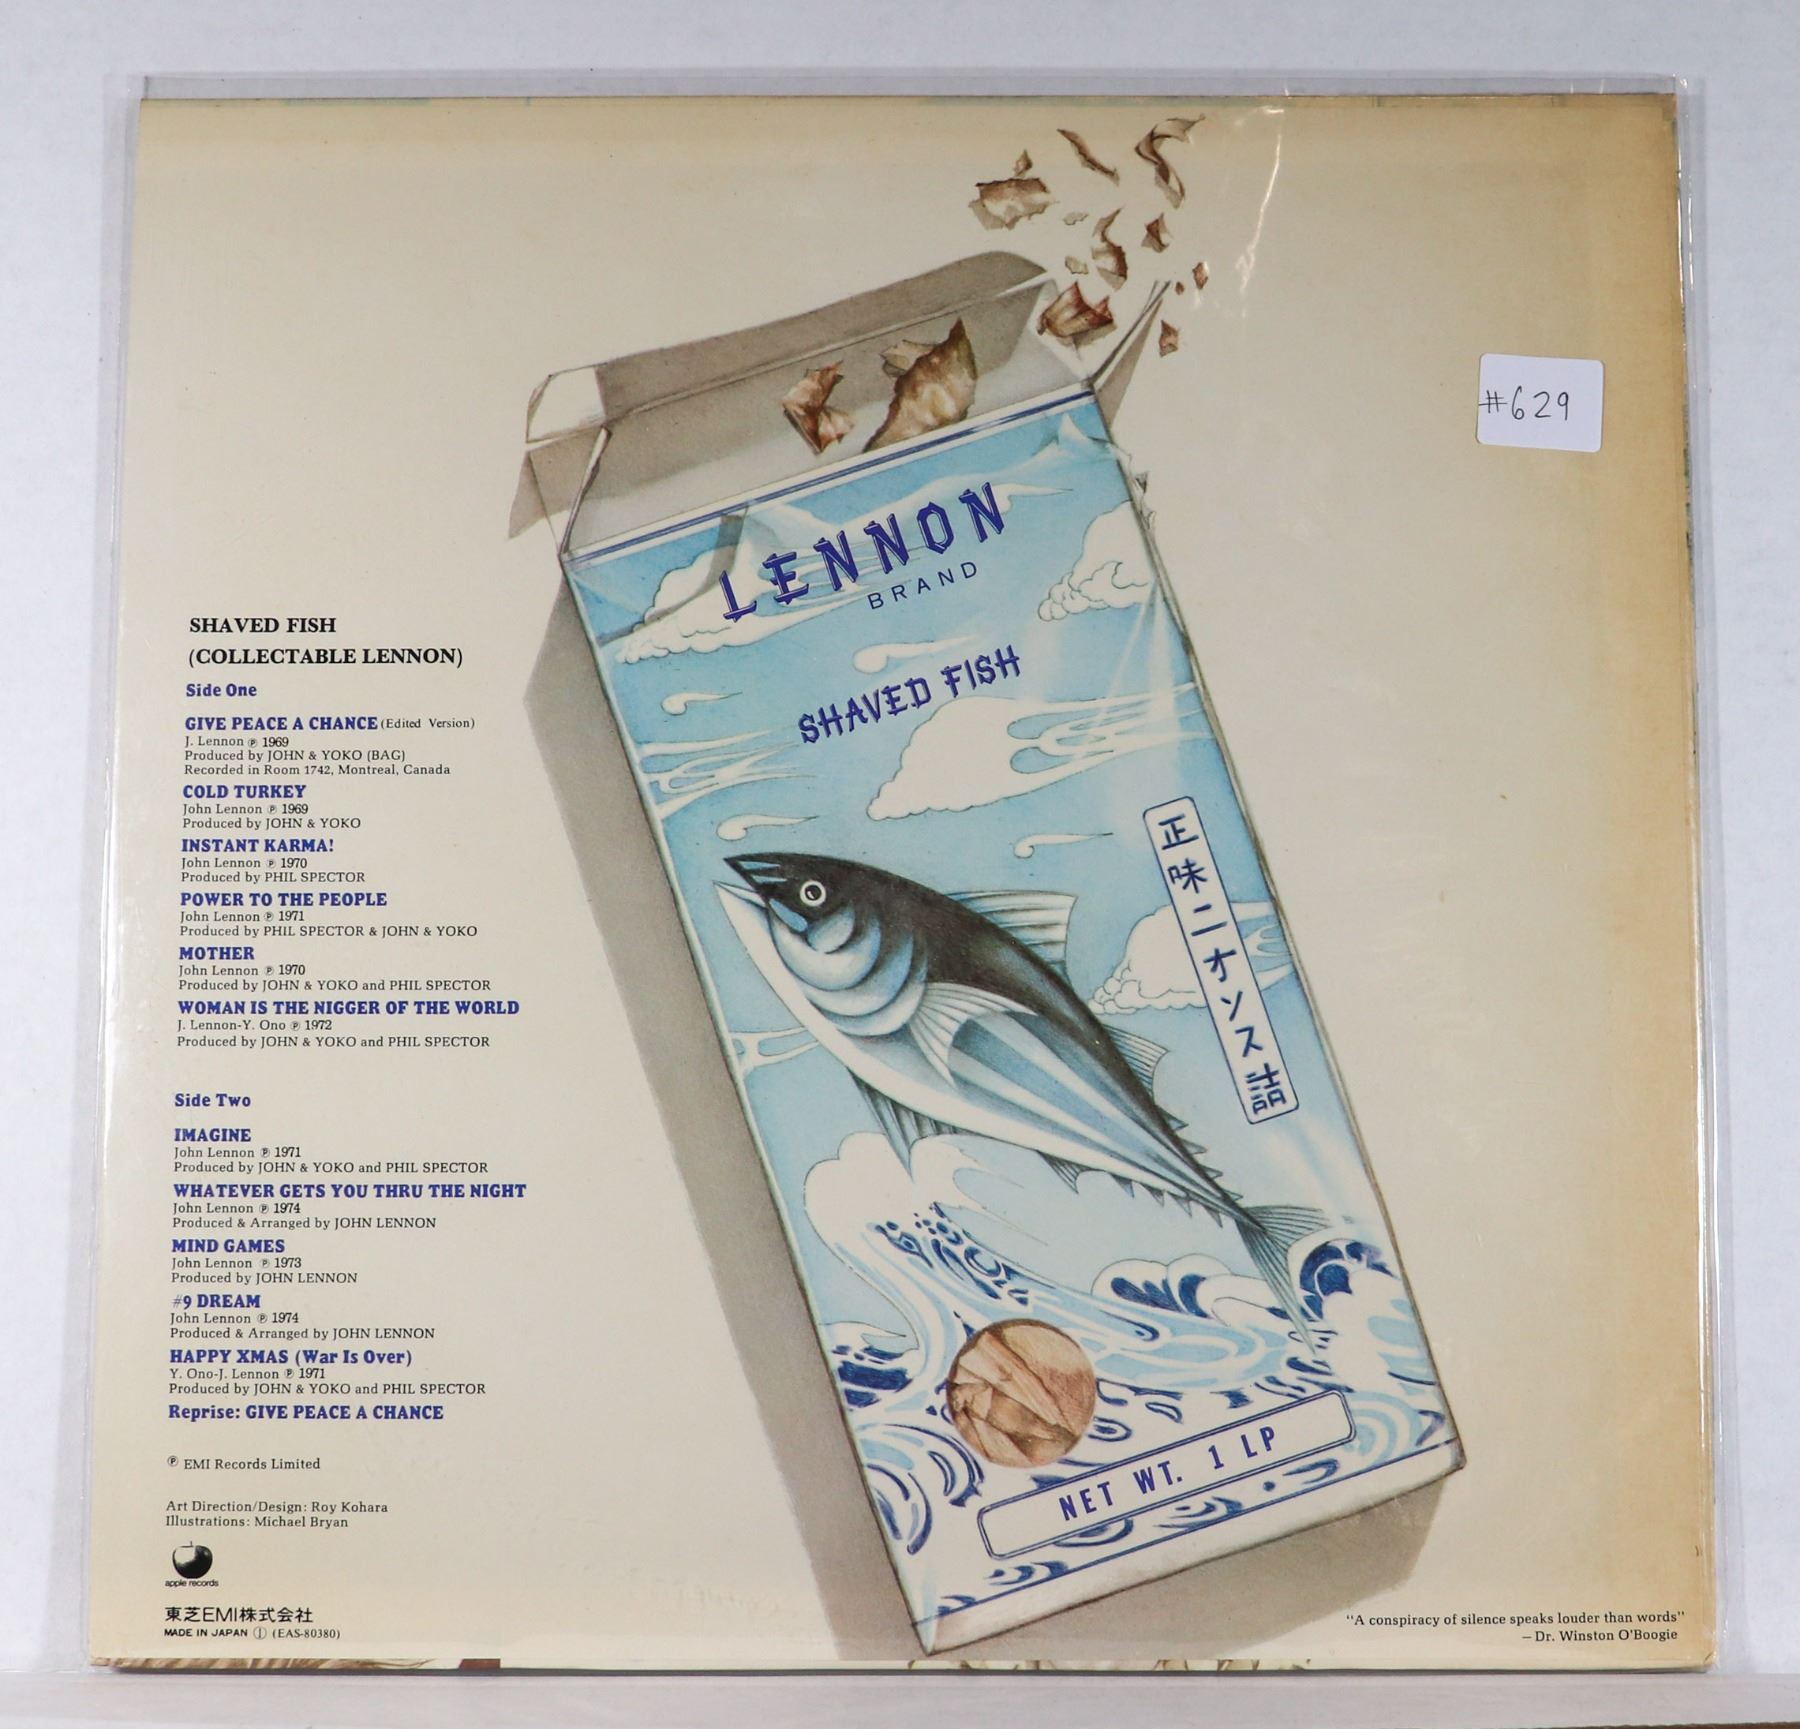 SHAVED FISH
(COLLECTABLE LENNON)
Side One
GIVE PEACE A CHANCE (Edited Version)
J. Lennon ℗ 1969
Produced by JOHN & YOKO (BAG)
Recorded in Room 1742, Montreal, Canada
COLD TURKEY
John Lennon ℗ 1969
Produced by JOHN & YOKO
INSTANT KARMA!
John Lennon ℗ 1970
Produced by PHIL SPECTOR
POWER TO THE PEOPLE
John Lennon ℗ 1971
Produced by PHIL SPECTOR & JOHN & YOKO
MOTHER
John Lennon ℗ 1970
Produced by JOHN & YOKO and PHIL SPECTOR
WOMAN IS THE NIGGER OF THE WORLD
J. Lennon-Y. Ono ℗ 1972
Produced by JOHN & YOKO and PHIL SPECTOR
Side Two
IMAGINE
John Lennon ℗ 1971
Produced by JOHN & YOKO and PHIL SPECTOR
WHATEVER GETS YOU THRU THE NIGHT
John Lennon ℗ 1974
Produced & Arranged by JOHN LENNON
MIND GAMES
John Lennon ℗ 1973
Produced by JOHN LENNON
#9 DREAM
John Lennon ℗ 1974
Produced & Arranged by JOHN LENNON
HAPPY XMAS (War Is Over)
Y. Ono-J. Lennon ℗ 1971
Produced by JOHN & YOKO and PHIL SPECTOR
Reprise: GIVE PEACE A CHANCE
℗ EMI Records Limited
Art Direction/Design: Roy Kohara
Illustrations: Michael Bryan
apple records
東芝EMI株式会社
MADE IN JAPAN Ⓙ (EAS-80380)
LENNON
BRAND
SHAVED FISH
正味二オンス詰
NET WT. 1 LP
#629
"A conspiracy of silence speaks louder than words"
– Dr. Winston O'Boogie